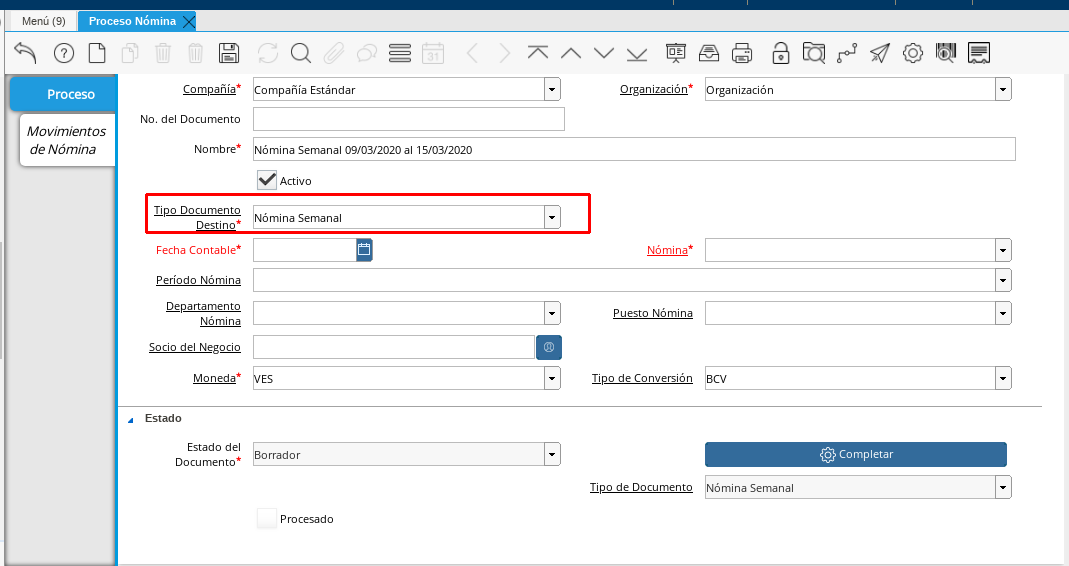 Menú (9)
Proceso Nómina
31
Proceso
Movimientos
de Nómina
Compañía* Compañía Estándar
Organización* Organización
No. del Documento
Nombre* Nómina Semanal 09/03/2020 al 15/03/2020
Activo
Tipo Documento
Destino* Nómina Semanal
Fecha Contable*
Nómina*
Período Nómina
Departamento
Nómina
Puesto Nómina
Socio del Negocio
Moneda* VES
Tipo de Conversión BCV
Estado
Estado del
Documento* Borrador
Completar
Tipo de Documento Nómina Semanal
Procesado